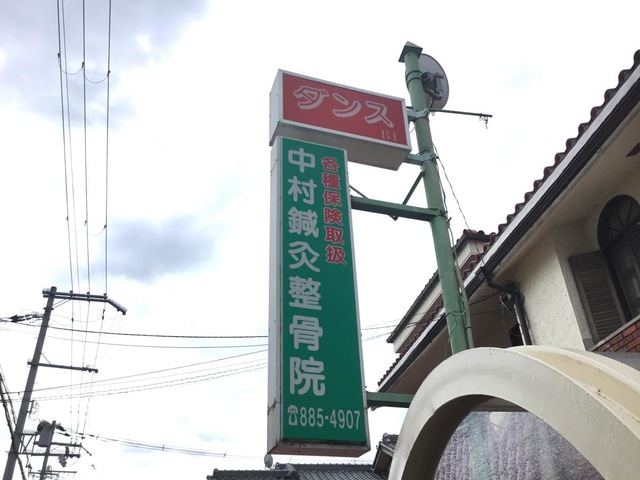 ダンス
B1
各種保険取扱
中村鍼灸整骨院
☎885-4907